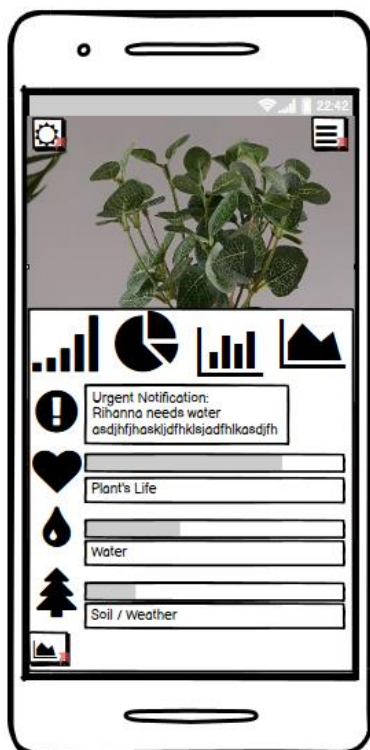 22:42
Urgent Notification:
Rihanna needs water
asdjhfjhaskljdfhklsjadfhlkasdjfh
Plant's Life
Water
Soil / Weather